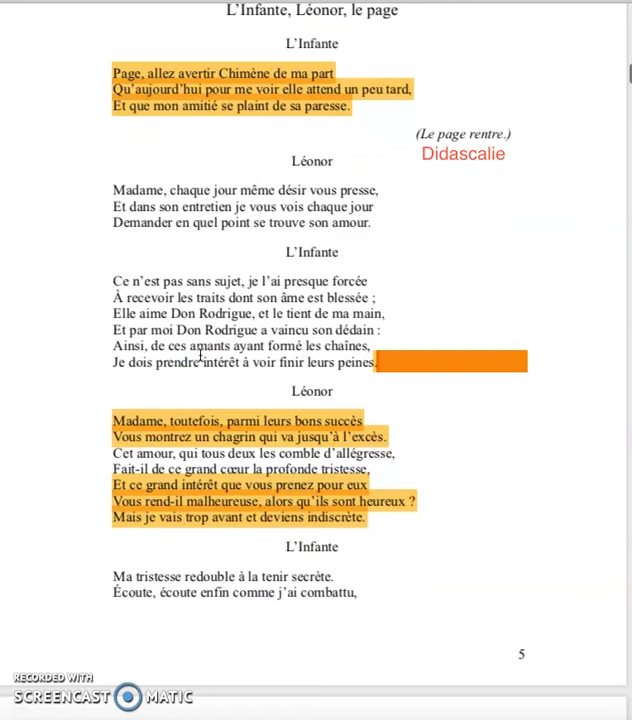 L'Infante, Léonor, le page
L'Infante
Page, allez avertir Chimène de ma part
Qu'aujourd'hui pour me voir elle attend un peu tard,
Et que mon amitié se plaint de sa paresse.
(Le page rentre.)
Didascalie
Léonor
Madame, chaque jour même désir vous presse,
Et dans son entretien je vous vois chaque jour
Demander en quel point se trouve son amour.
L'Infante
Ce n'est pas sans sujet, je l'ai presque forcée
À recevoir les traits dont son âme est blessée ;
Elle aime Don Rodrigue, et le tient de ma main,
Et par moi Don Rodrigue a vaincu son dédain :
Ainsi, de ces amants ayant formé les chaînes,
Je dois prendre intérêt à voir finir leurs peines.
Léonor
Madame, toutefois, parmi leurs bons succès
Vous montrez un chagrin qui va jusqu'à l'excès.
Cet amour, qui tous deux les comble d'allégresse,
Fait-il de ce grand cœur la profonde tristesse,
Et ce grand intérêt que vous prenez pour eux
Vous rend-il malheureuse, alors qu'ils sont heureux ?
Mais je vais trop avant et deviens indiscrète.
L'Infante
Ma tristesse redouble à la tenir secrète.
Écoute, écoute enfin comme j'ai combattu,
5
RECORDED WITH
SCREENCAST MATIC